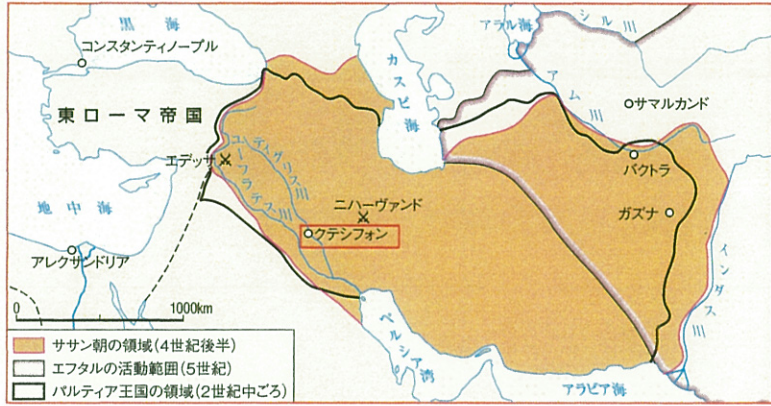 黒海
コンスタンティノープル
東ローマ帝国
カスピ海
アラル海
シル川
アム川
サマルカンド
エデッサ
ティグリス川
ユーフラテス川
ニハーヴァンド
クテシフォン
バクトラ
ガズナ
地中海
アレクサンドリア
インダス川
ペルシア湾
アラビア海
0 1000km
ササン朝の領域(4世紀後半)
エフタルの活動範囲(5世紀)
パルティア王国の領域(2世紀中ごろ)